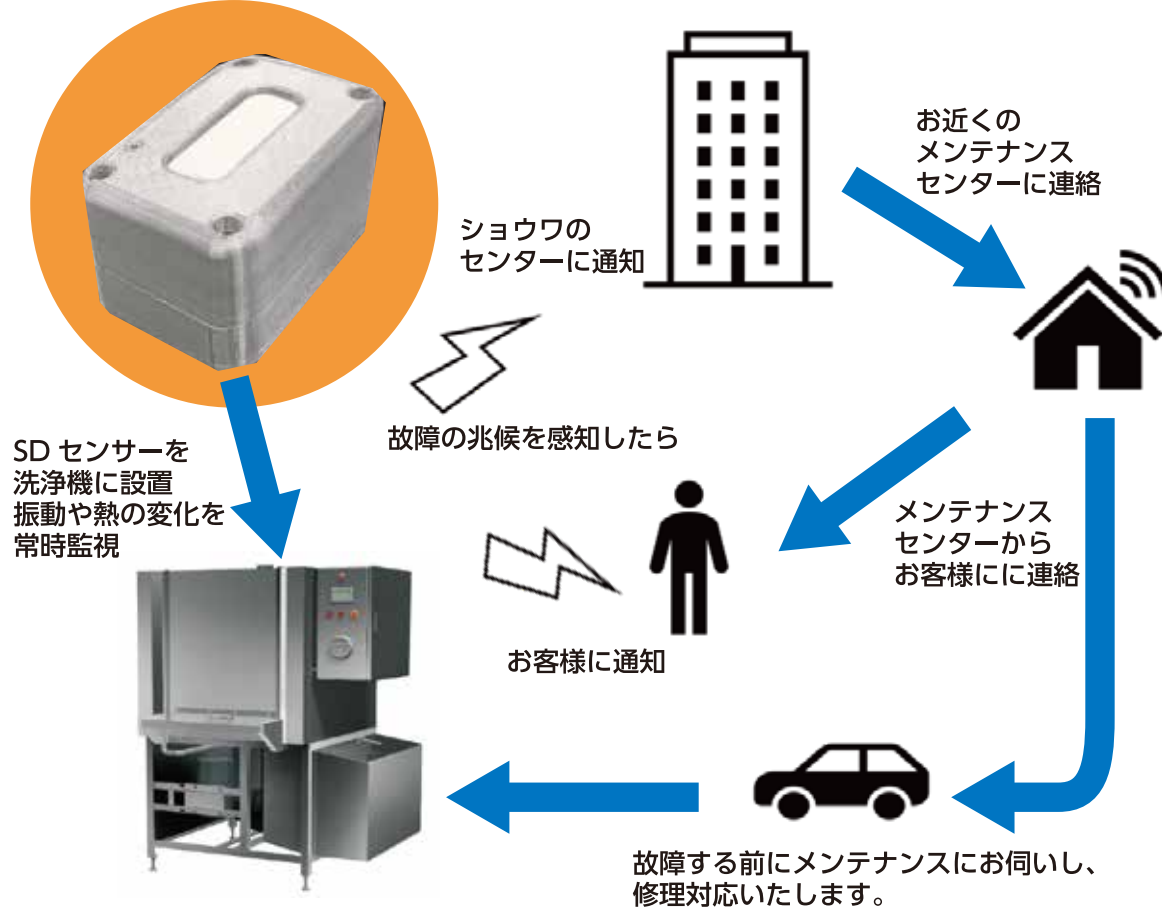 SD センサーを
洗浄機に設置
振動や熱の変化を
常時監視
故障の兆候を感知したら
ショウワの
センターに通知
お客様に通知
お近くの
メンテナンス
センターに連絡
メンテナンス
センターから
お客様にに連絡
故障する前にメンテナンスにお伺いし、
修理対応いたします。